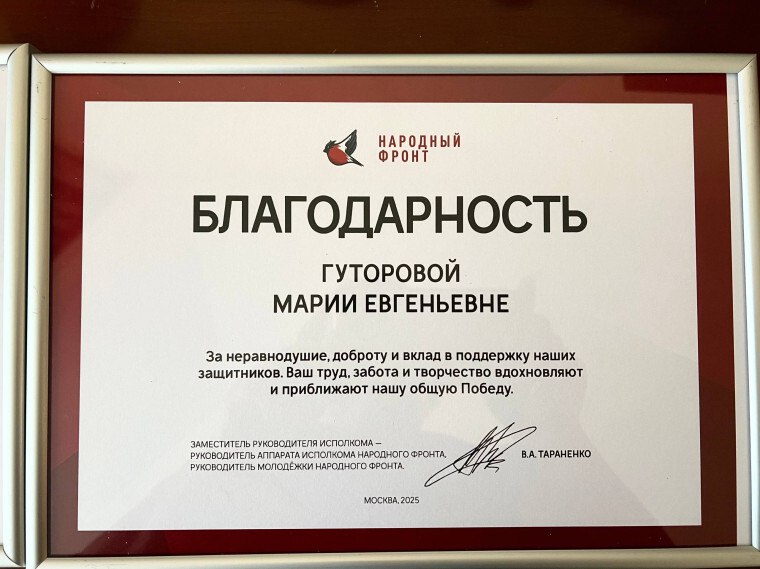 НАРОДНЫЙ
ФРОНТ
БЛАГОДАРНОСТЬ
ГУТОРОВОЙ
МАРИИ ЕВГЕНЬЕВНЕ
За неравнодушие, доброту и вклад в поддержку наших
защитников. Ваш труд, забота и творчество вдохновляют
и приближают нашу общую Победу.
ЗАМЕСТИТЕЛЬ РУКОВОДИТЕЛЯ ИСПОЛКОМА —
РУКОВОДИТЕЛЬ АППАРАТА ИСПОЛКОМА НАРОДНОГО ФРОНТА,
РУКОВОДИТЕЛЬ МОЛОДЁЖКИ НАРОДНОГО ФРОНТА.
В.А. ТАРАНЕНКО
МОСКВА, 2025